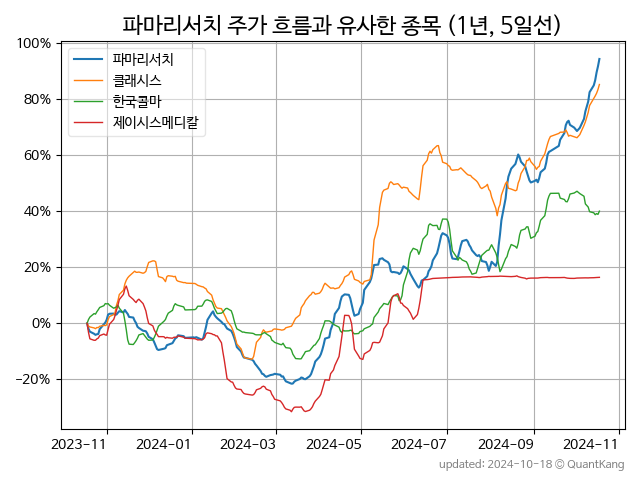 파마리서치 주가 흐름과 유사한 종목 (1년, 5일선)
100%
80%
60%
40%
20%
0%
−20%
파마리서치
클래시스
한국콜마
제이시스메디칼
2023-11 2024-01 2024-03 2024-05 2024-07 2024-09 2024-11
updated: 2024-10-18 © QuantKang